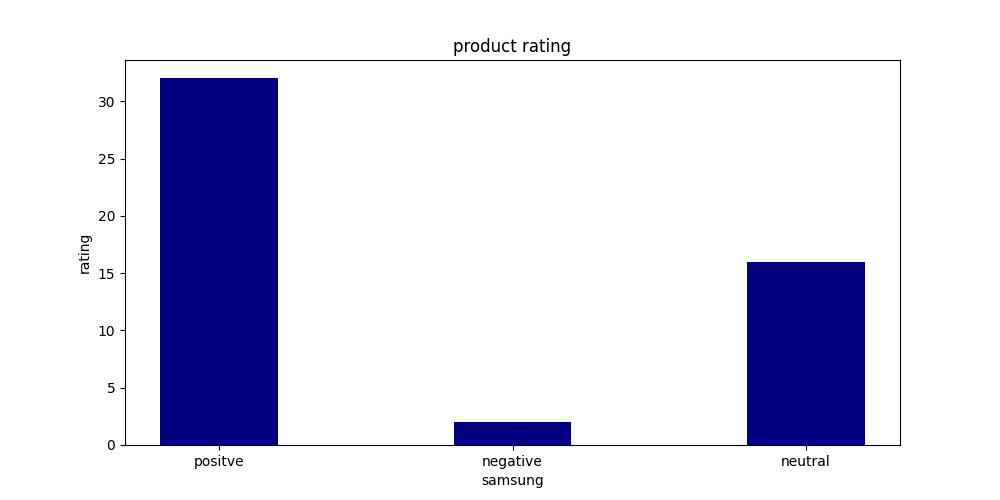 product rating
30
25
20
15
10
5
0
rating
positve
negative
neutral
samsung